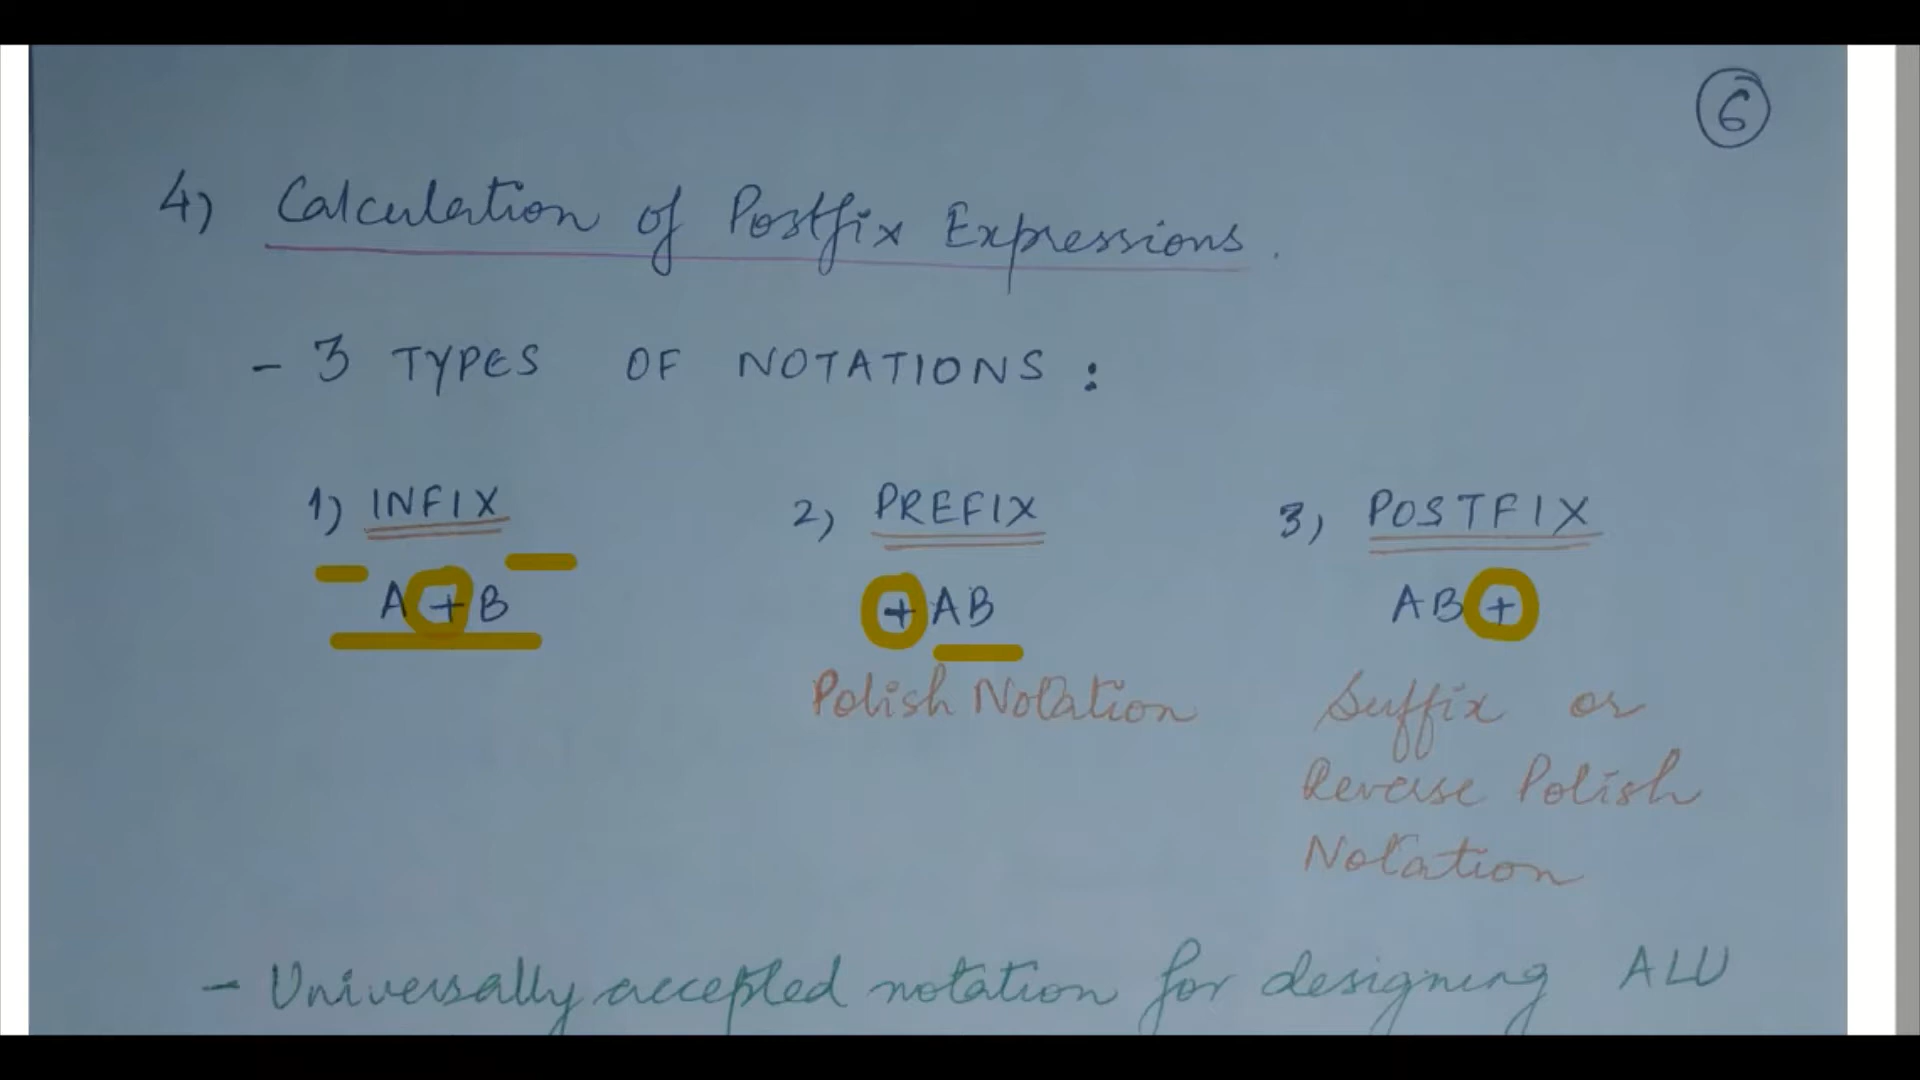 6
4) Calculation of Postfix Expressions.
- 3 TYPES OF NOTATIONS :
1) INFIX 2) PREFIX 3) POSTFIX
A + B + AB AB +
Polish Notation Suffix or
Reverse Polish
Notation
- Universally accepted notation for designing ALU